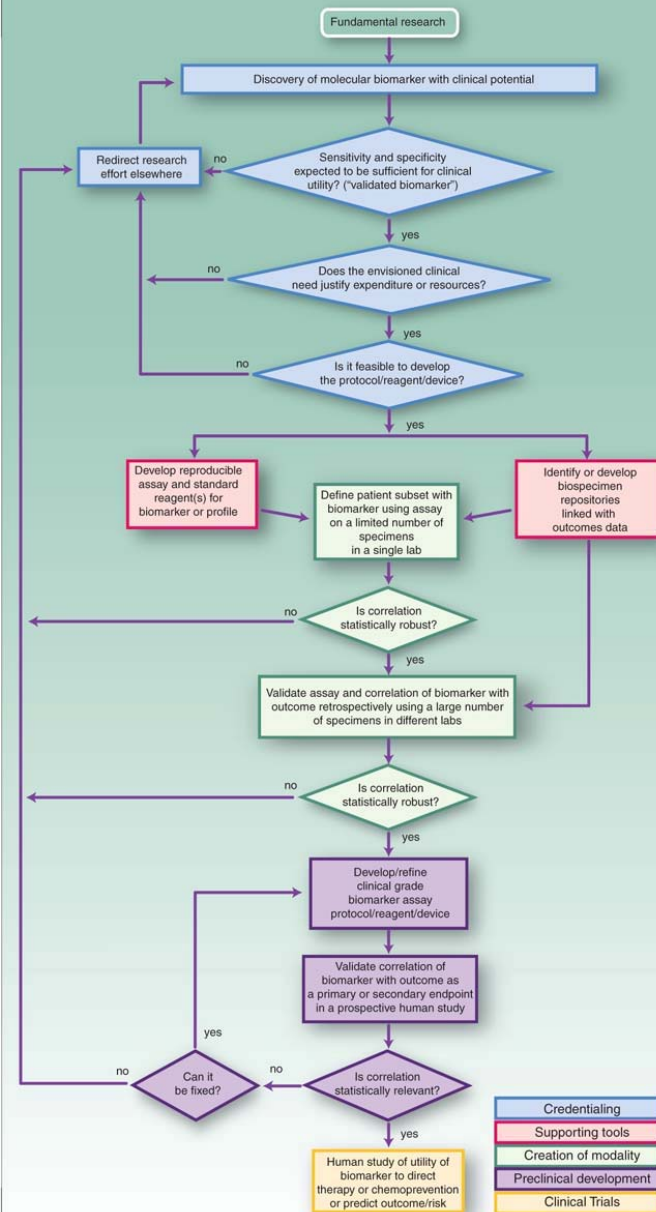 Fundamental research
Discovery of molecular biomarker with clinical potential
Redirect research
effort elsewhere
no
Sensitivity and specificity
expected to be sufficient for clinical
utility? (“validated biomarker”)
yes
no
Does the envisioned clinical
need justify expenditure or resources?
yes
no
Is it feasible to develop
the protocol/reagent/device?
yes
Develop reproducible
assay and standard
reagent(s) for
biomarker or profile
Define patient subset with
biomarker using assay
on a limited number of
specimens
in a single lab
Identify or develop
biospecimen
repositories
linked with
outcomes data
no
Is correlation
statistically robust?
yes
Validate assay and correlation of biomarker with
outcome retrospectively using a large number
of specimens in different labs
no
Is correlation
statistically robust?
yes
Develop/refine
clinical grade
biomarker assay
protocol/reagent/device
Validate correlation of
biomarker with outcome as
a primary or secondary endpoint
in a prospective human study
yes
no
Can it
be fixed?
no
Is correlation
statistically relevant?
yes
Human study of utility of
biomarker to direct
therapy or chemoprevention
or predict outcome/risk
Credentialing
Supporting tools
Creation of modality
Preclinical development
Clinical Trials